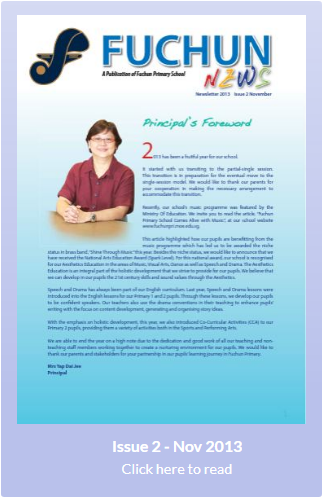 FUCHUN
NEWS
A Publication of Fuchun Primary School
Newsletter 2013 Issue 2 November
Principal's Foreword
2013 has been a fruitful year for our school.
It started with us transiting to the partial-single session.
This transition is in preparation for the eventual move to the
single-session model. We would like to thank our parents for
your cooperation in making the necessary arrangement to
accommodate this transition.
Recently, our school's music programme was featured by the
Ministry Of Education. We invite you to read the article, "Fuchun
Primary School Comes Alive with Music", at our school website
www.fuchunpri.moe.edu.sg.
This article highlighted how our pupils are benefitting from the
music programme which has led us to be awarded the niche
status in brass band, "Shine Through Music" this year. Besides the niche status, we would like to announce that we
have received the National Arts Education Award (Spark Level). For this national award, our school is recognised
for our Aesthetics Education in the areas of Music, Visual Arts, Dance as well as Speech and Drama. The Aesthetics
Education is an integral part of the holistic development that we strive to provide for our pupils. We believe that
we can develop in our pupils the 21st century skills and sound values through the Aesthetics.
Speech and Drama has always been part of our English curriculum. Last year, Speech and Drama lessons were
introduced into the English lessons for our Primary 1 and 2 pupils. Through these lessons, we develop our pupils
to be confident speakers. Our teachers also use the drama conventions in their teaching to enhance pupils'
writing with the focus on content development, generating and organising story ideas.
With the emphasis on holistic development, this year, we also introduced Co-Curricular Activities (CCA) to our
Primary 2 pupils, providing them a variety of activities both in the Sports and Performing Arts.
We are able to end the year on a high note due to the dedication and good work of all our teaching and non-
teaching staff members working together to create a nurturing environment for our pupils. We would like to
thank our parents and stakeholders for your partnership in our pupils' learning journey in Fuchun Primary.
Mrs Yap Dai Jee
Principal
Issue 2 - Nov 2013
Click here to read